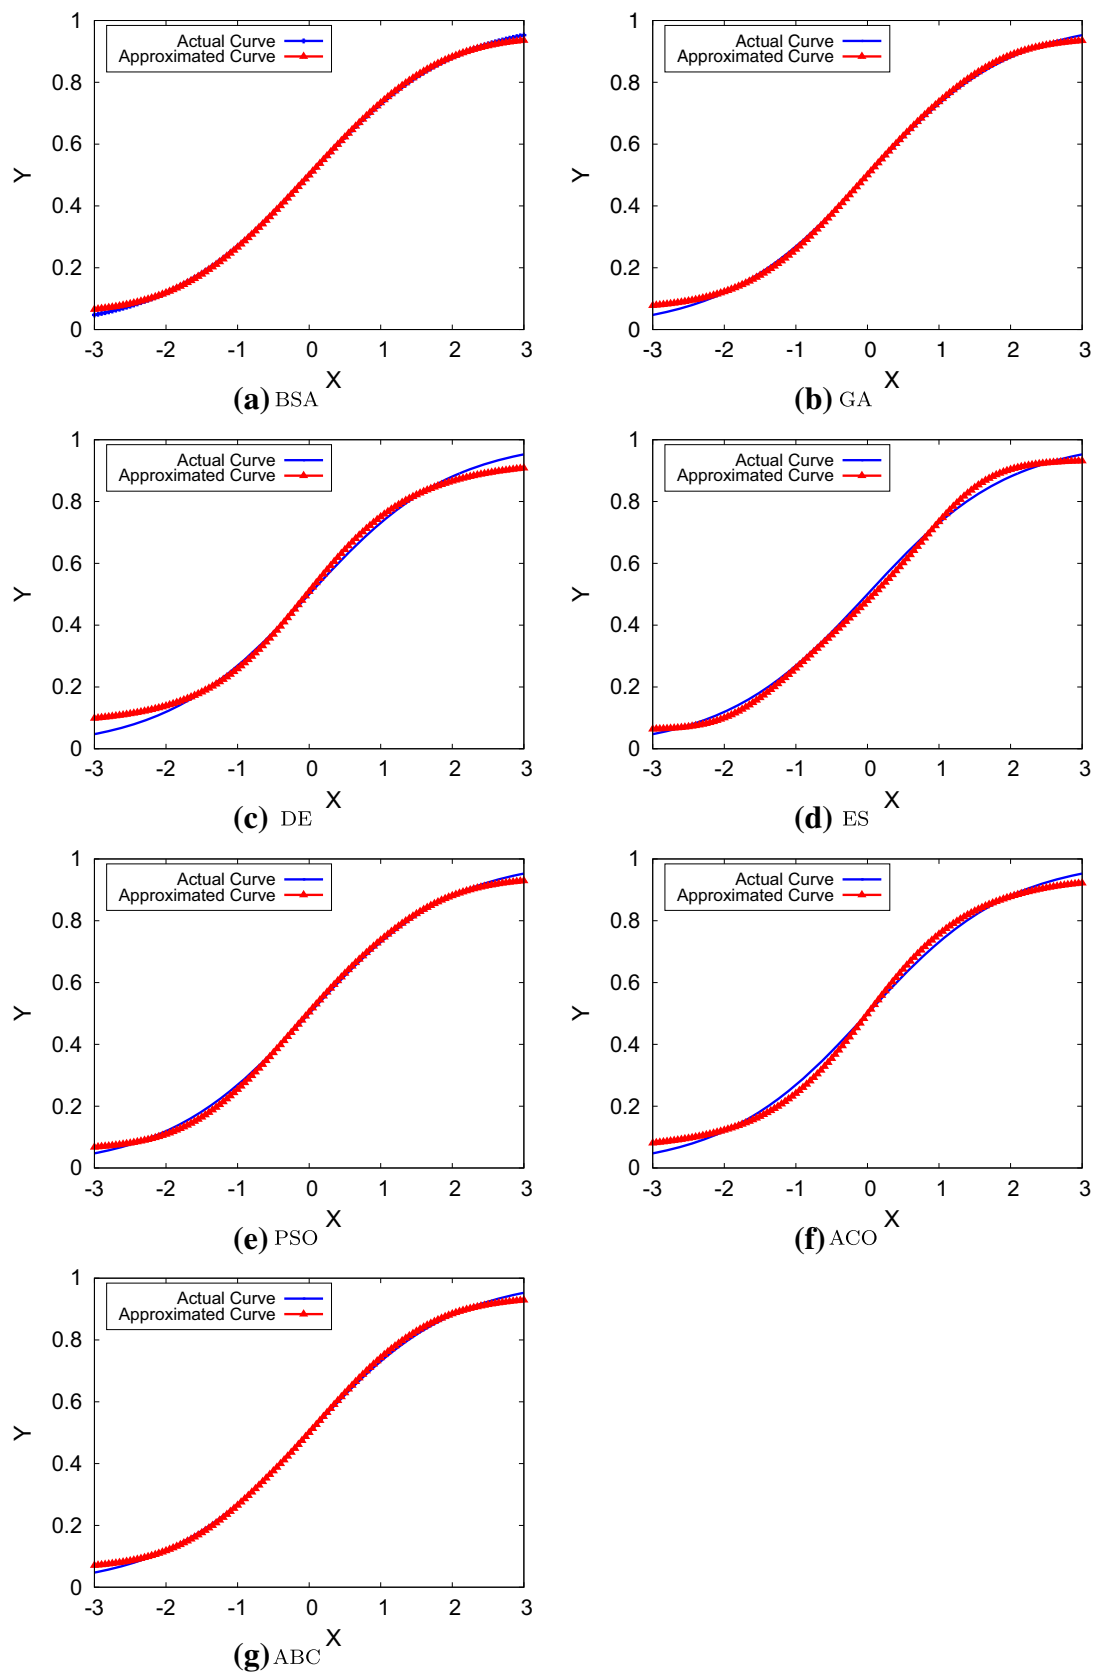 Actual Curve
Approximated Curve
1
0.8
0.6
0.4
0.2
0
Y
-3 -2 -1 0 1 2 3
X
(a) BSA
Actual Curve
Approximated Curve
1
0.8
0.6
0.4
0.2
0
Y
-3 -2 -1 0 1 2 3
X
(b) GA
Actual Curve
Approximated Curve
1
0.8
0.6
0.4
0.2
0
Y
-3 -2 -1 0 1 2 3
X
(c) DE
Actual Curve
Approximated Curve
1
0.8
0.6
0.4
0.2
0
Y
-3 -2 -1 0 1 2 3
X
(d) ES
Actual Curve
Approximated Curve
1
0.8
0.6
0.4
0.2
0
Y
-3 -2 -1 0 1 2 3
X
(e) PSO
Actual Curve
Approximated Curve
1
0.8
0.6
0.4
0.2
0
Y
-3 -2 -1 0 1 2 3
X
(f) ACO
Actual Curve
Approximated Curve
1
0.8
0.6
0.4
0.2
0
Y
-3 -2 -1 0 1 2 3
X
(g) ABC